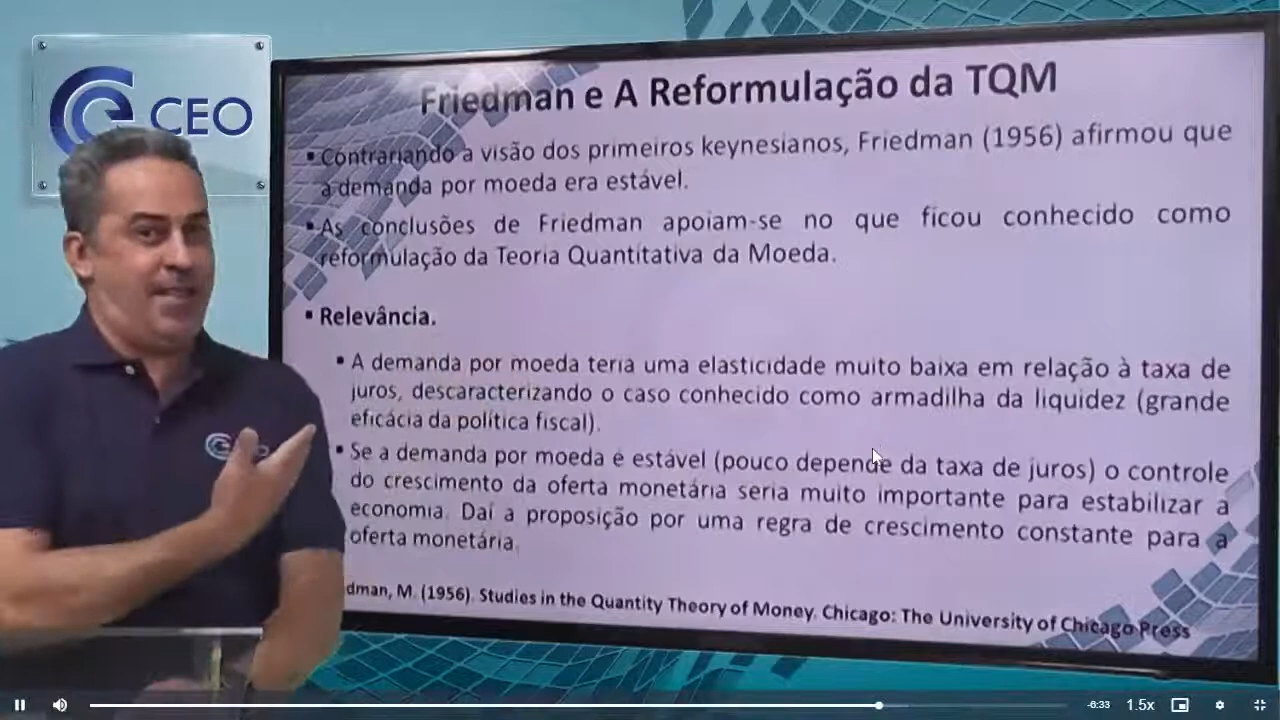 CEO
Friedman e A Reformulação da TQM
▪ Contrariando a visão dos primeiros keynesianos, Friedman (1956) afirmou que
a demanda por moeda era estável.
▪ As conclusões de Friedman apoiam-se no que ficou conhecido como
reformulação da Teoria Quantitativa da Moeda.
▪ Relevância.
▪ A demanda por moeda teria uma elasticidade muito baixa em relação à taxa de
juros, descaracterizando o caso conhecido como armadilha da liquidez (grande
eficácia da política fiscal).
▪ Se a demanda por moeda é estável (pouco depende da taxa de juros) o controle
do crescimento da oferta monetária seria muito importante para estabilizar a
economia. Daí a proposição por uma regra de crescimento constante para a
oferta monetária.
dman, M. (1956). Studies in the Quantity Theory of Money. Chicago: The University of Chicago Press
-6:33 1.5x